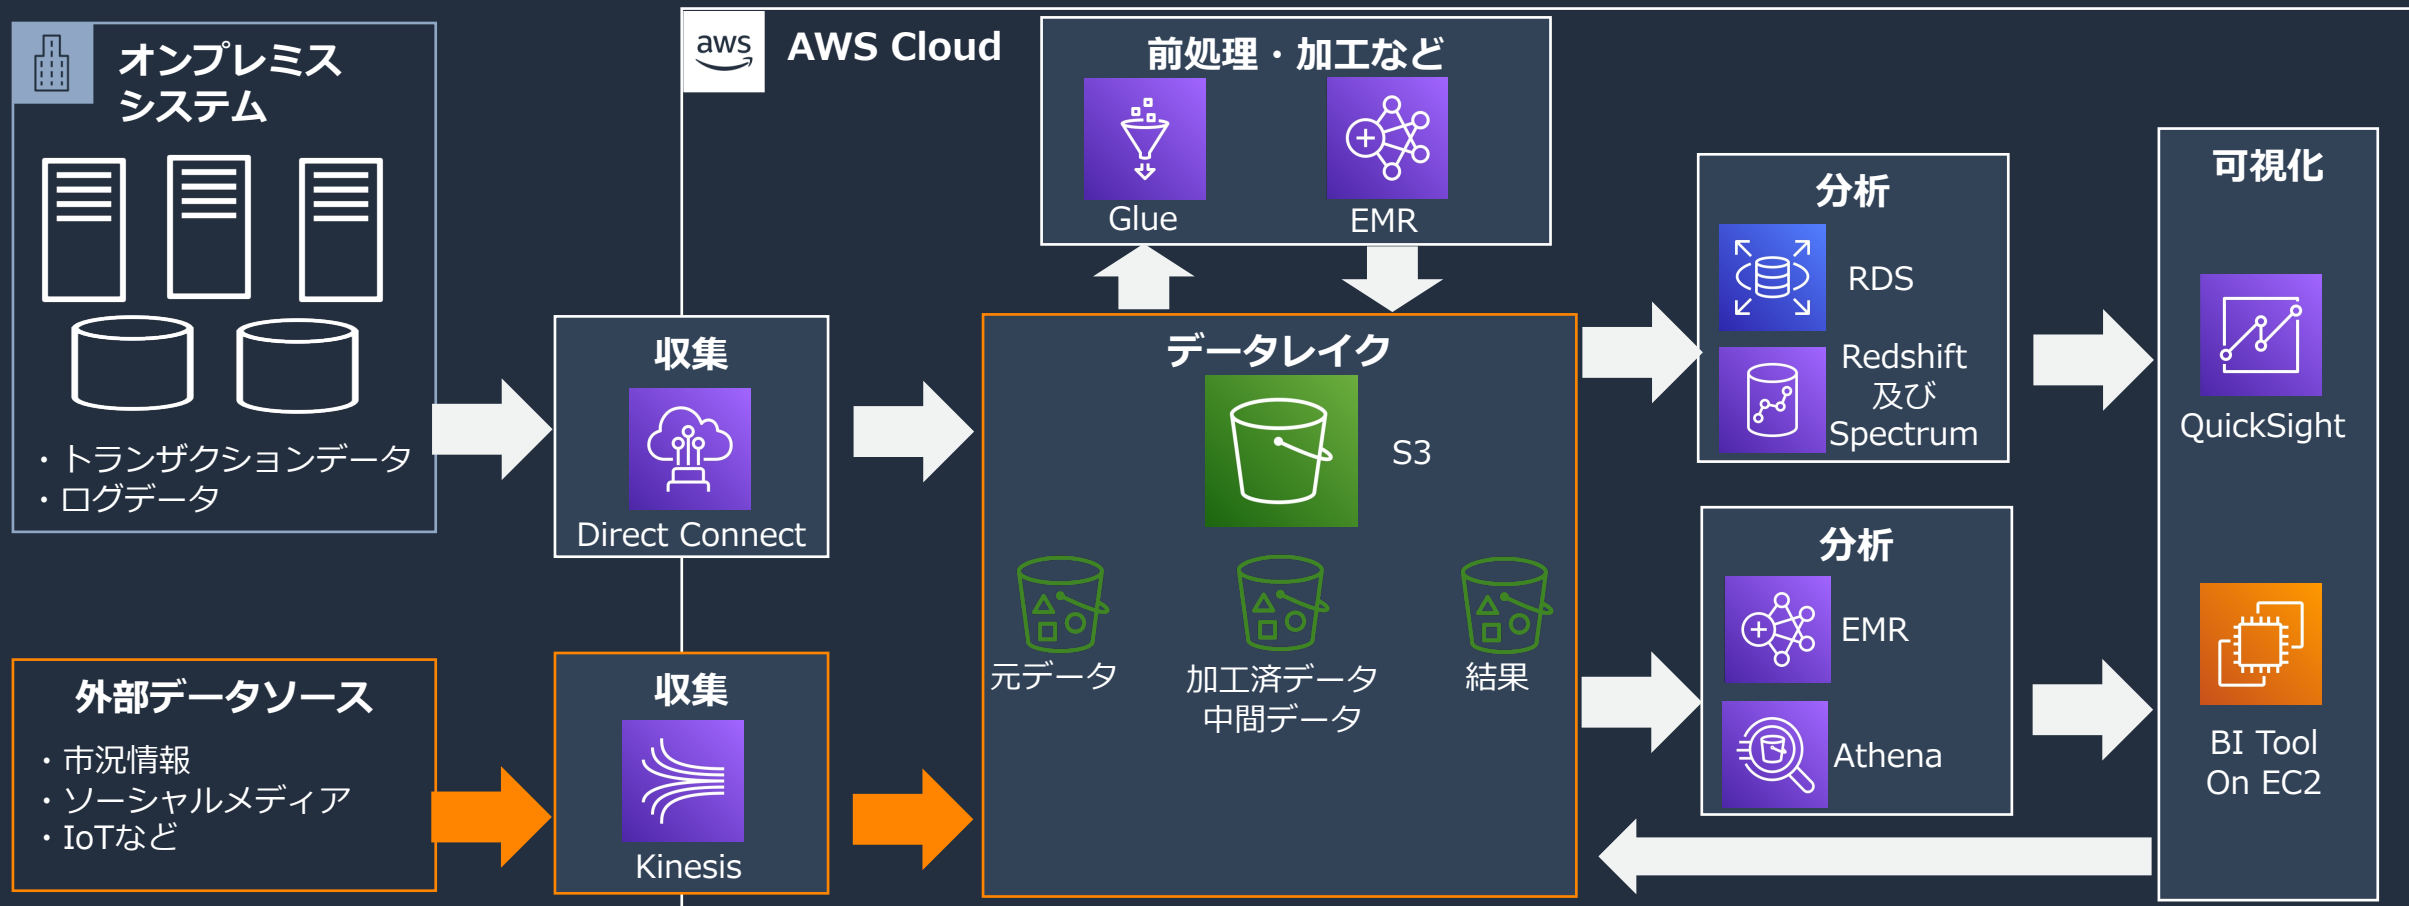 オンプレミス
システム
・トランザクションデータ
・ログデータ
外部データソース
・市況情報
・ソーシャルメディア
・IoTなど
aws
AWS Cloud
収集
Direct Connect
収集
Kinesis
前処理・加工など
Glue
EMR
データレイク
S3
元データ
加工済データ
中間データ
結果
分析
RDS
Redshift
及び
Spectrum
分析
EMR
Athena
可視化
QuickSight
BI Tool
On EC2